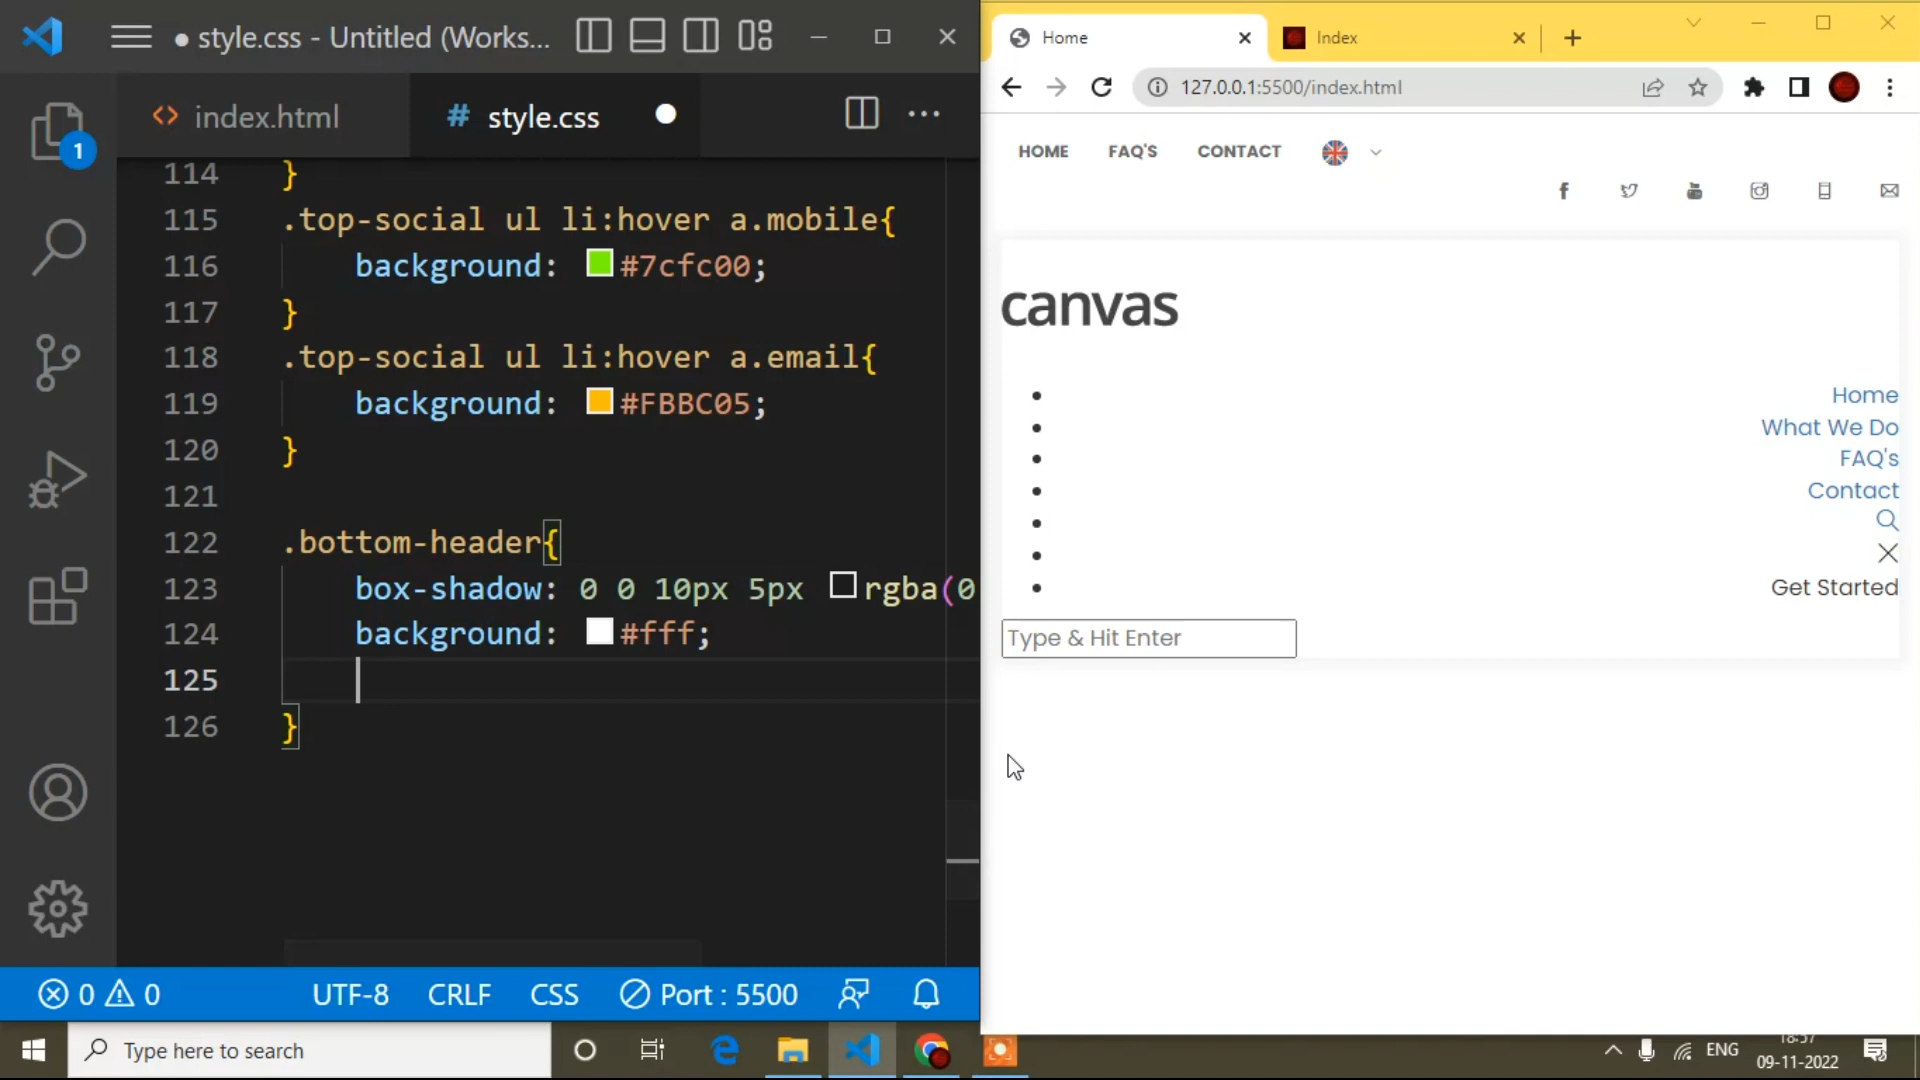 ● style.css - Untitled (Works...
index.html
# style.css
1
114 }
115 .top-social ul li:hover a.mobile{
116 background: #7cfc00;
117 }
118 .top-social ul li:hover a.email{
119 background: #FBBC05;
120 }
121
122 .bottom-header{
123 box-shadow: 0 0 10px 5px rgba(0
124 background: #fff;
125
126 }
0 0 UTF-8 CRLF CSS Port : 5500
Home
Index
127.0.0.1:5500/index.html
HOME FAQ'S CONTACT
canvas
Home
What We Do
FAQ's
Contact
Get Started
Type & Hit Enter
Type here to search
ENG
18:57
09-11-2022